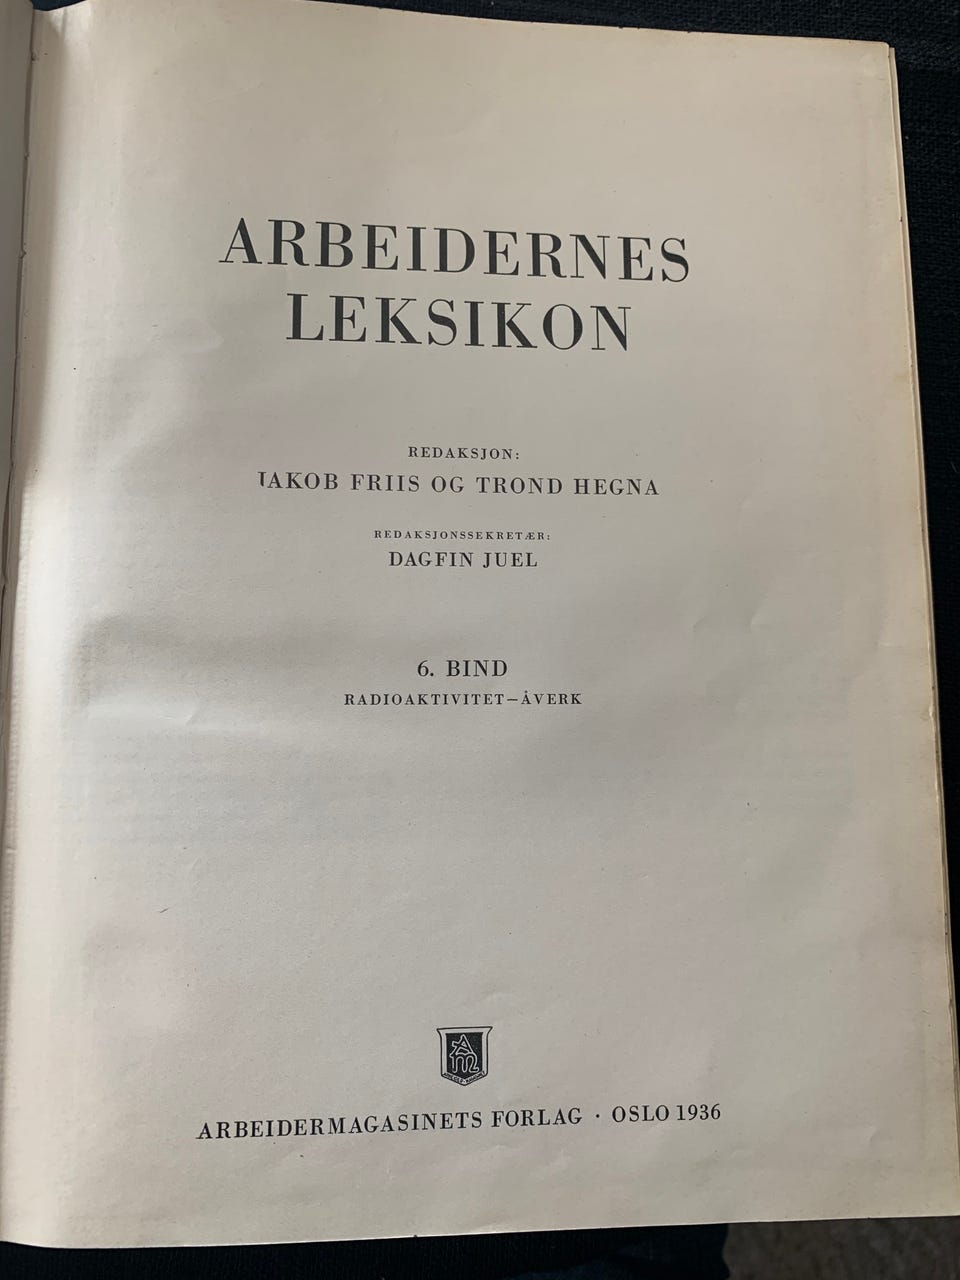 ARBEIDERNES
LEKSIKON
REDAKSJON:
JAKOB FRIIS OG TROND HEGNA
REDAKSJONSSEKRETÆR:
DAGFIN JUEL
6. BIND
RADIOAKTIVITET—ÅVERK
AM
ARBEIDERMAGASINETS FORLAG · OSLO 1936